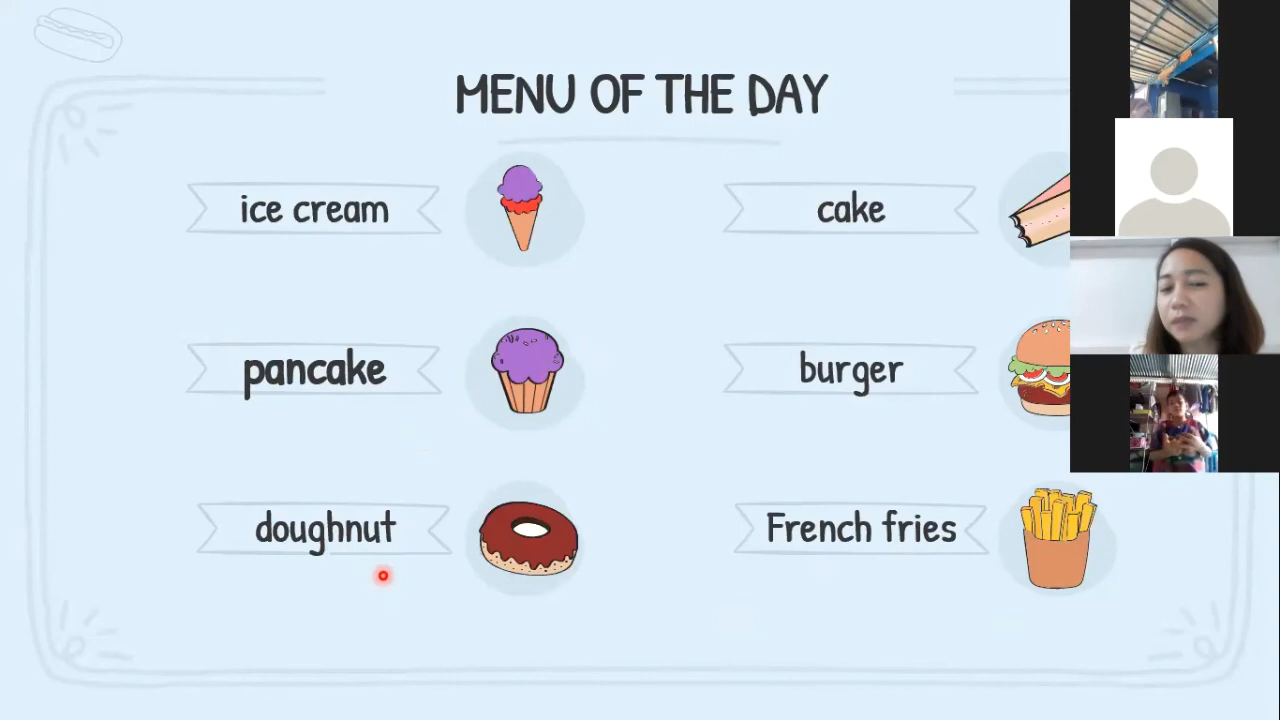 MENU OF THE DAY
ice cream
cake
pancake
burger
doughnut
French fries